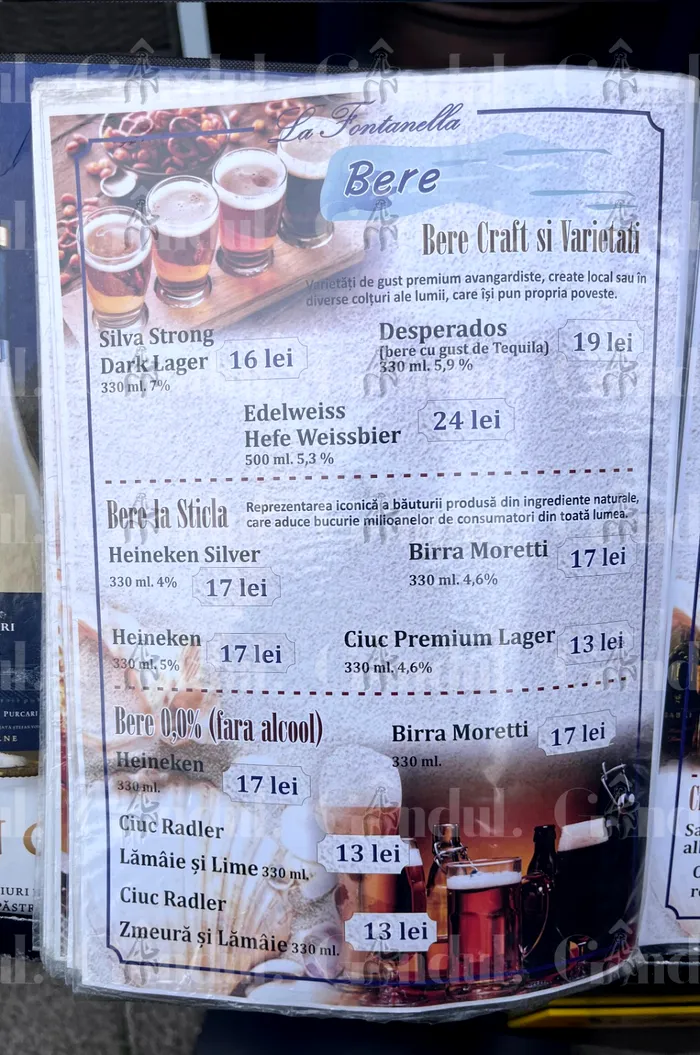 La Fontanella
Bere
Bere Craft si Varietati
Varietăți de gust premium avangardiste, create local sau în
diverse colțuri ale lumii, care își pun propria poveste.
Silva Strong
Dark Lager 16 lei
330 ml. 7%
Desperados
(bere cu gust de Tequila) 19 lei
330 ml. 5,9 %
Edelweiss
Hefe Weissbier 24 lei
500 ml. 5,3 %
Bere la Sticla
Reprezentarea iconică a băuturii produsă din ingrediente naturale,
care aduce bucurie milioanelor de consumatori din toată lumea.
Heineken Silver
330 ml. 4% 17 lei
Birra Moretti 17 lei
330 ml. 4,6%
Heineken 17 lei
330 ml. 5%
Ciuc Premium Lager 13 lei
330 ml. 4,6%
Bere 0,0% (fara alcool)
Birra Moretti 17 lei
330 ml.
Heineken 17 lei
330 ml.
Ciuc Radler
Lămâie și Lime 330 ml. 13 lei
Ciuc Radler
Zmeură și Lămâie 330 ml. 13 lei
RI
PURCARI
NE
Gândul.